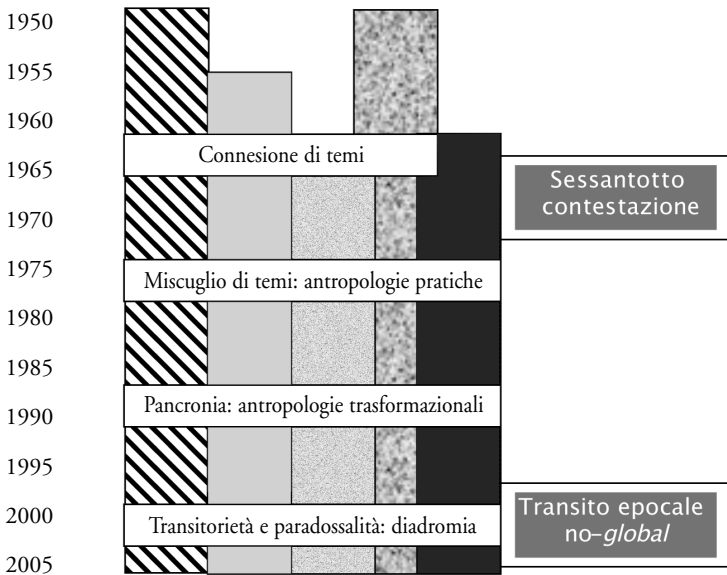 1950
1955
1960
Connesione di temi
1965
Sessantotto
contestazione
1970
1975
Miscuglio di temi: antropologie pratiche
1980
1985
Pancronia: antropologie trasformazionali
1990
1995
2000
Transitorietà e paradossalità: diadromia
Transito epocale
no–global
2005